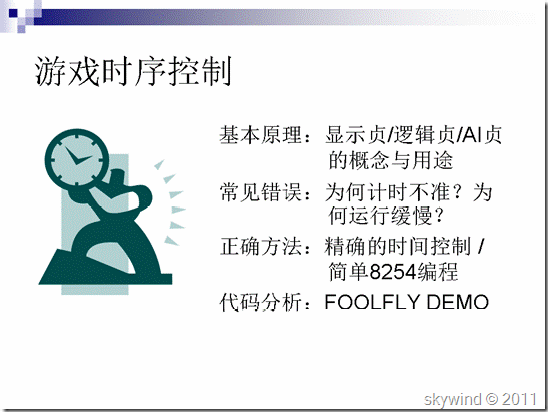 游戏时序控制
基本原理：显示贞/逻辑贞/AI贞
的概念与用途
常见错误：为何计时不准？为
何运行缓慢？
正确方法：精确的时间控制 /
简单8254编程
代码分析：FOOLFLY DEMO
skywind © 2011